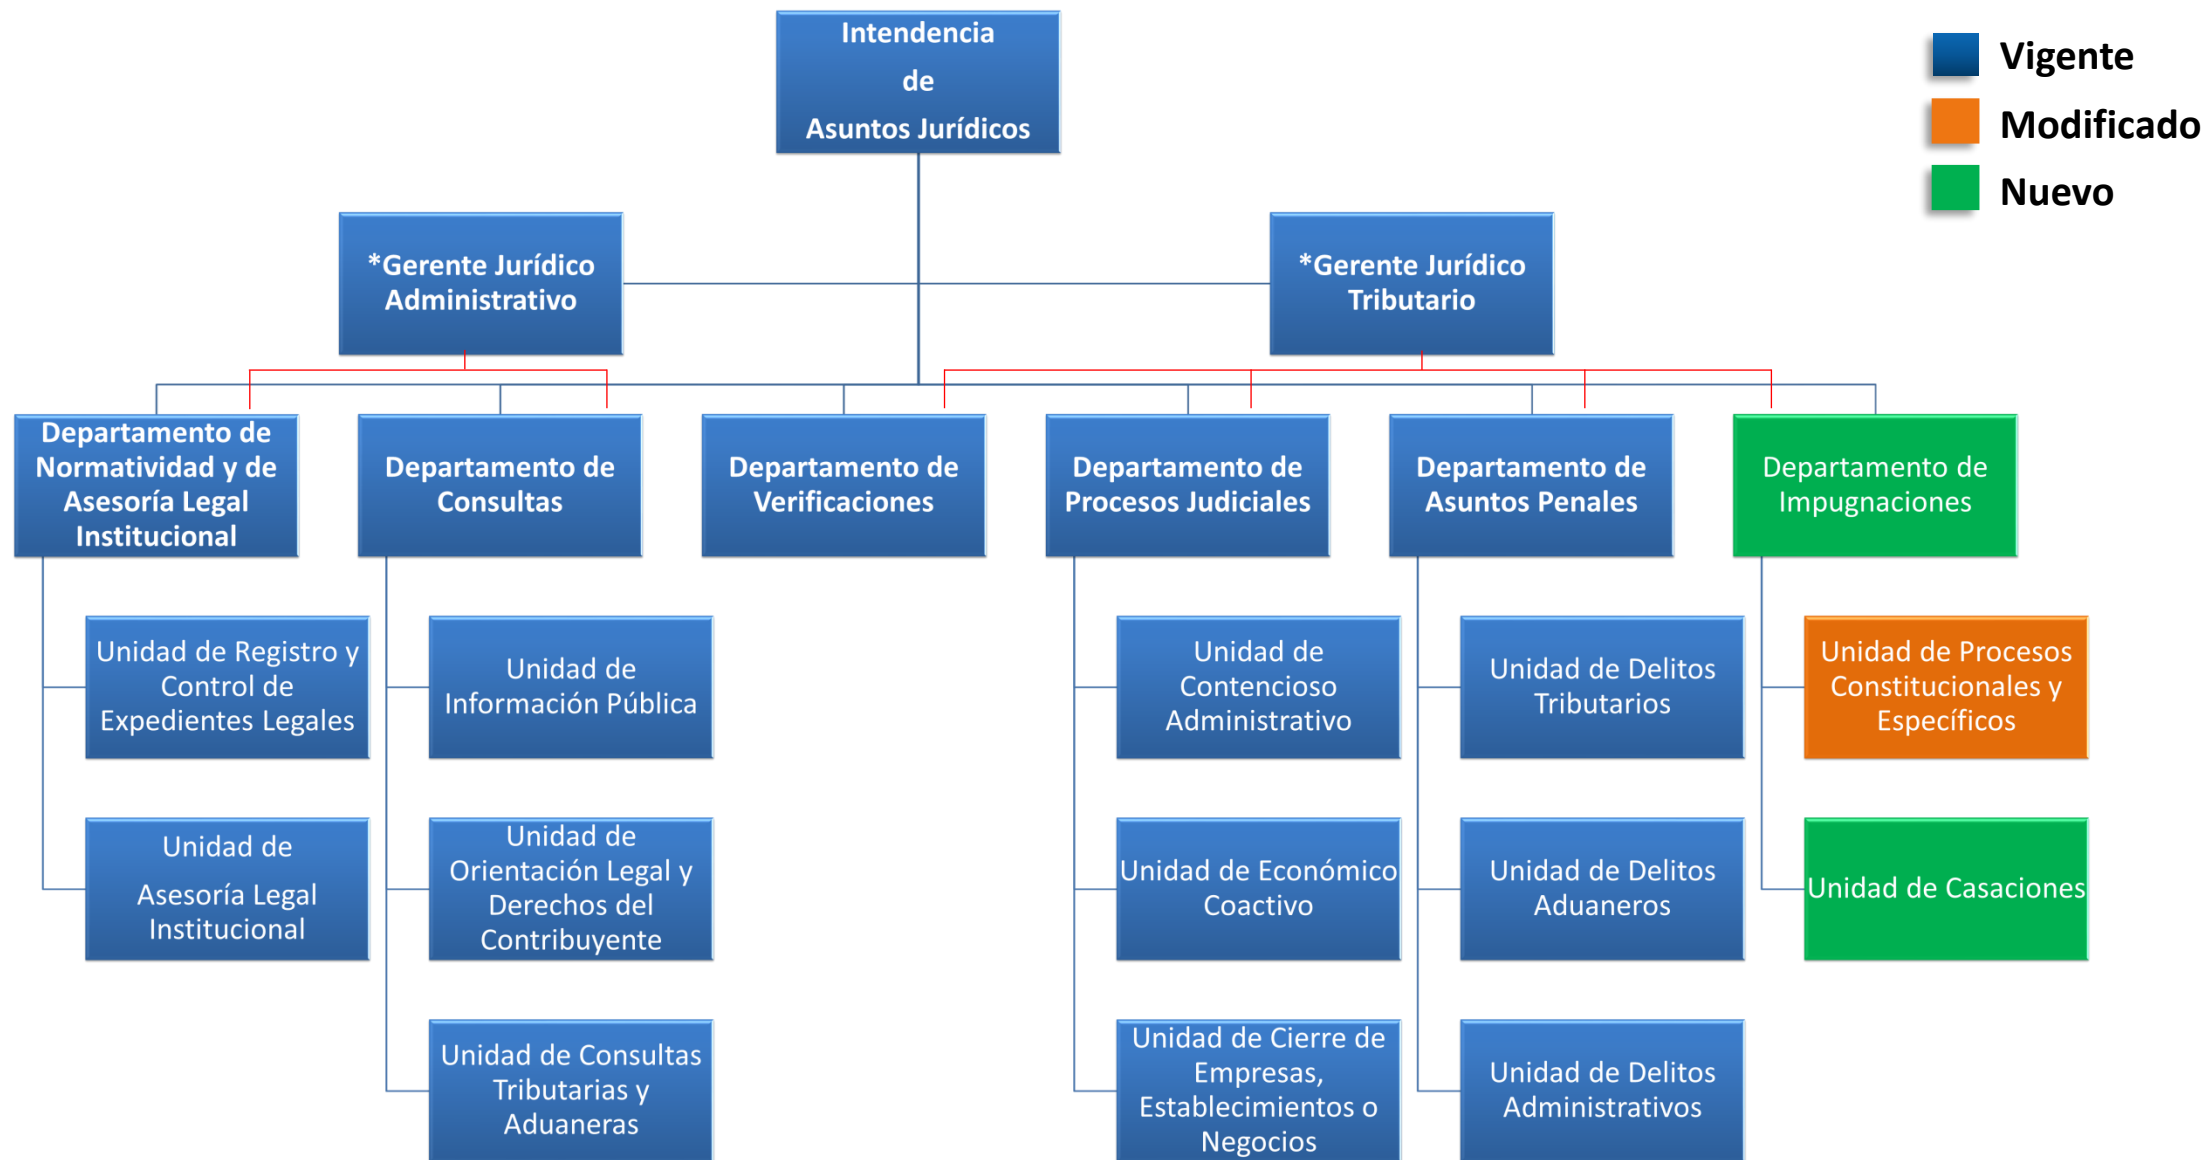 Intendencia
de
Asuntos Jurídicos
Vigente
Modificado
Nuevo
*Gerente Jurídico
Administrativo
*Gerente Jurídico
Tributario
Departamento de
Normatividad y de
Asesoría Legal
Institucional
Departamento de
Consultas
Departamento de
Verificaciones
Departamento de
Procesos Judiciales
Departamento de
Asuntos Penales
Departamento de
Impugnaciones
Unidad de Registro y
Control de
Expedientes Legales
Unidad de
Información Pública
Unidad de
Contencioso
Administrativo
Unidad de Delitos
Tributarios
Unidad de Procesos
Constitucionales y
Específicos
Unidad de
Asesoría Legal
Institucional
Unidad de
Orientación Legal y
Derechos del
Contribuyente
Unidad de Económico
Coactivo
Unidad de Delitos
Aduaneros
Unidad de Casaciones
Unidad de Consultas
Tributarias y
Aduaneras
Unidad de Cierre de
Empresas,
Establecimientos o
Negocios
Unidad de Delitos
Administrativos